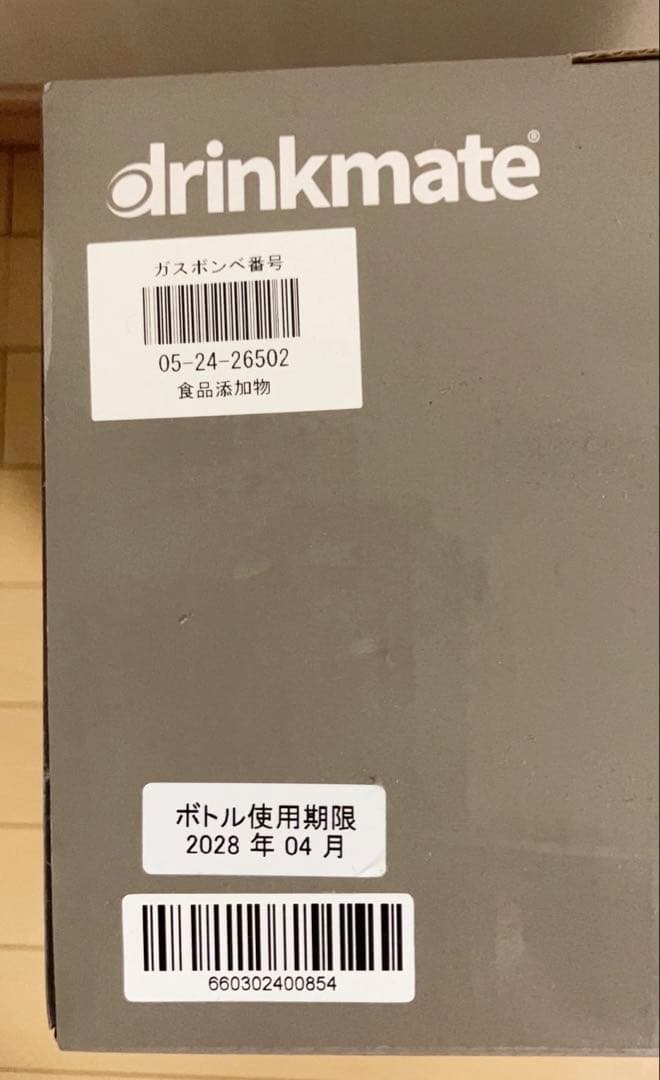 drinkmate®
ガスボンベ番号
05-24-26502
食品添加物
ボトル使用期限
2028 年 04 月
660302400854